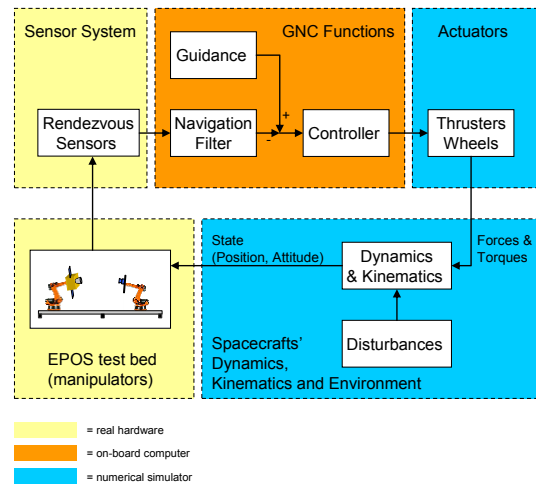 Sensor System
GNC Functions
Actuators
Guidance
+
Rendezvous
Sensors
Navigation
Filter
-
Controller
Thrusters
Wheels
State
(Position, Attitude)
Forces &
Torques
Dynamics
& Kinematics
Disturbances
EPOS test bed
(manipulators)
Spacecrafts'
Dynamics,
Kinematics and Environment
= real hardware
= on-board computer
= numerical simulator